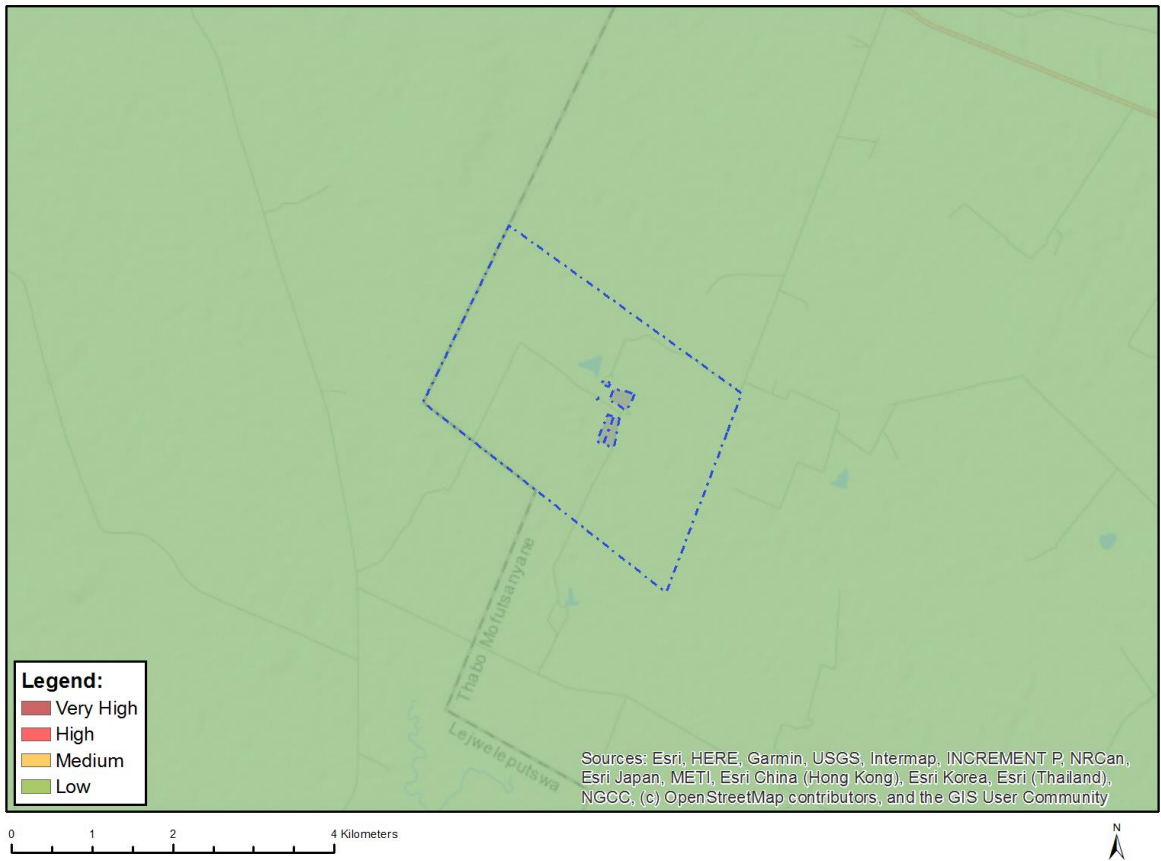 Thabo Mofutsanyane
Lejweleputswa
Legend:
Very High
High
Medium
Low
Sources: Esri, HERE, Garmin, USGS, Intermap, INCREMENT P, NRCan,
Esri Japan, METI, Esri China (Hong Kong), Esri Korea, Esri (Thailand),
NGCC, (c) OpenStreetMap contributors, and the GIS User Community
0 1 2 4 Kilometers
N